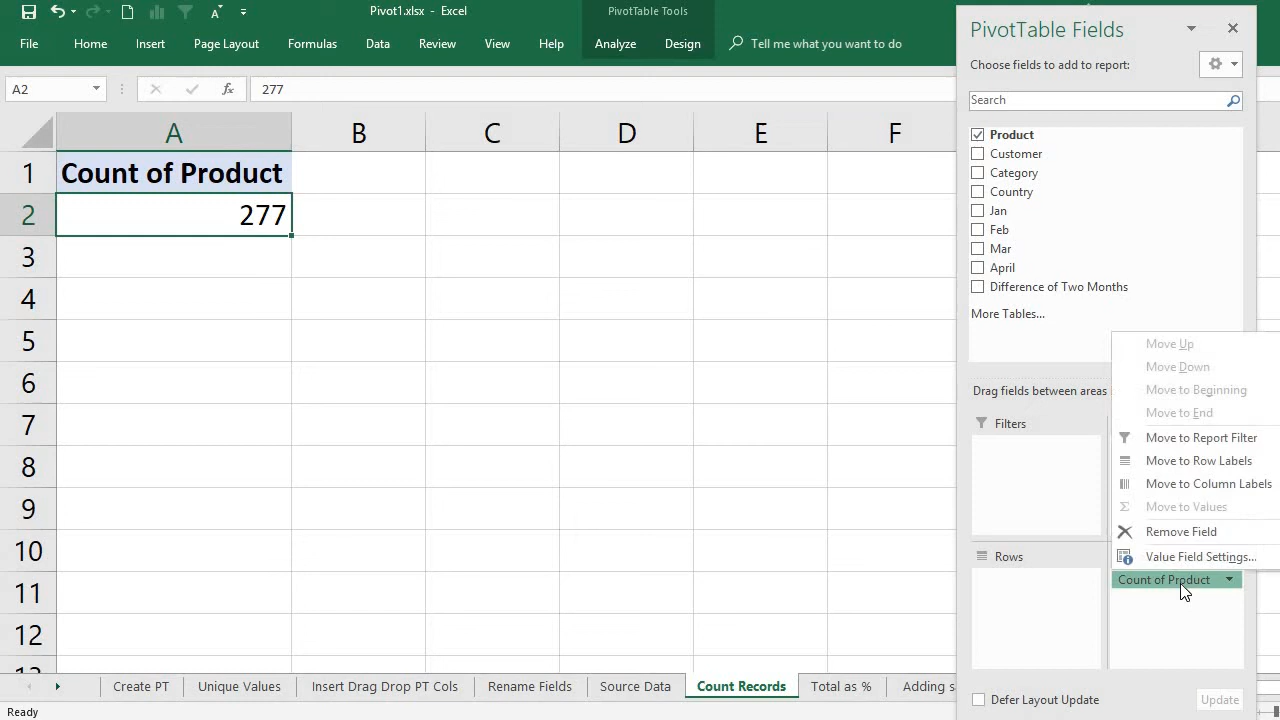 Pivot1.xlsx - Excel
PivotTable Tools
File Home Insert Page Layout Formulas Data Review View Help Analyze Design Tell me what you want to do
A2 fx 277
A B C D E F
1 Count of Product
2 277
3
4
5
6
7
8
9
10
11
12
PivotTable Fields
Choose fields to add to report:
Search
Product
Customer
Category
Country
Jan
Feb
Mar
April
Difference of Two Months
More Tables...
Drag fields between areas
Filters
Rows
Move Up
Move Down
Move to Beginning
Move to End
Move to Report Filter
Move to Row Labels
Move to Column Labels
Σ Move to Values
Remove Field
Value Field Settings...
Count of Product
Defer Layout Update Update
Create PT Unique Values Insert Drag Drop PT Cols Rename Fields Source Data Count Records Total as % Adding s
Ready